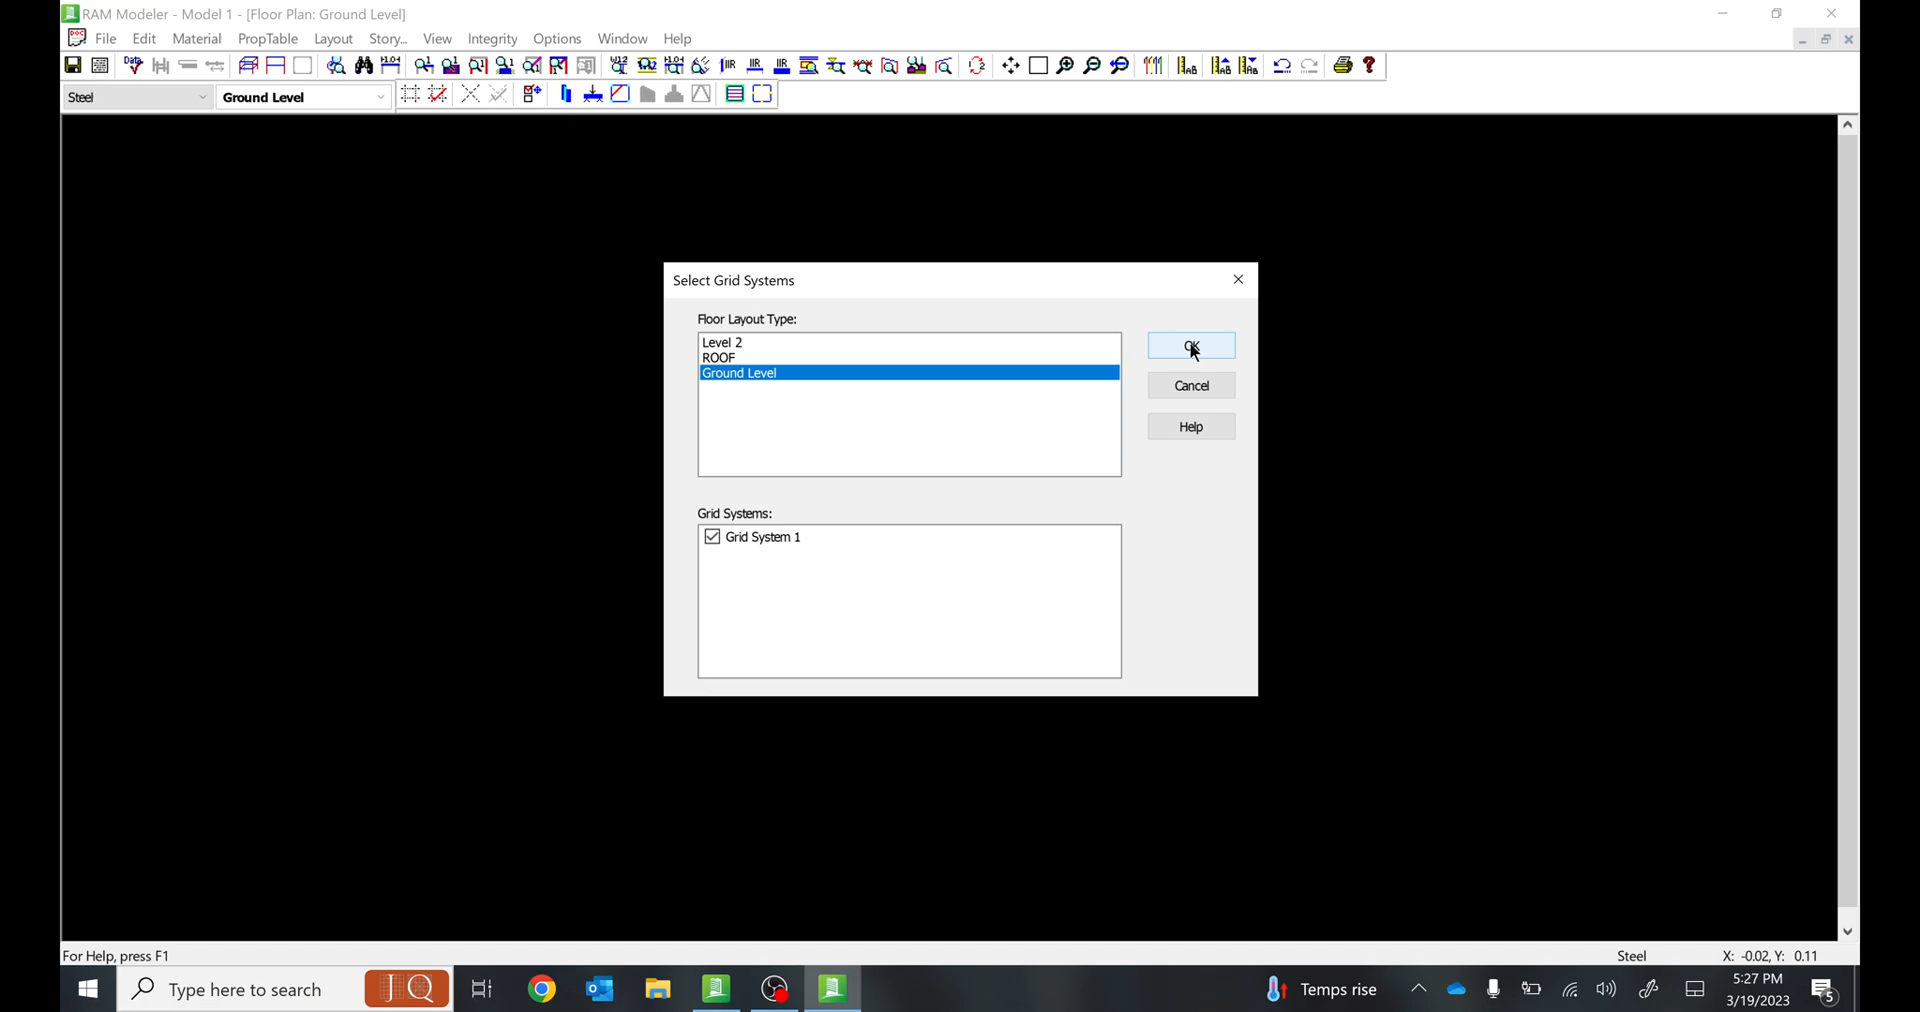 RAM Modeler - Model 1 - [Floor Plan: Ground Level]
File Edit Material PropTable Layout Story... View Integrity Options Window Help
Steel Ground Level
Select Grid Systems
Floor Layout Type:
Level 2
ROOF
Ground Level
OK
Cancel
Help
Grid Systems:
Grid System 1
For Help, press F1 Steel X: -0.02, Y: 0.11
Type here to search Temps rise 5:27 PM
3/19/2023 5